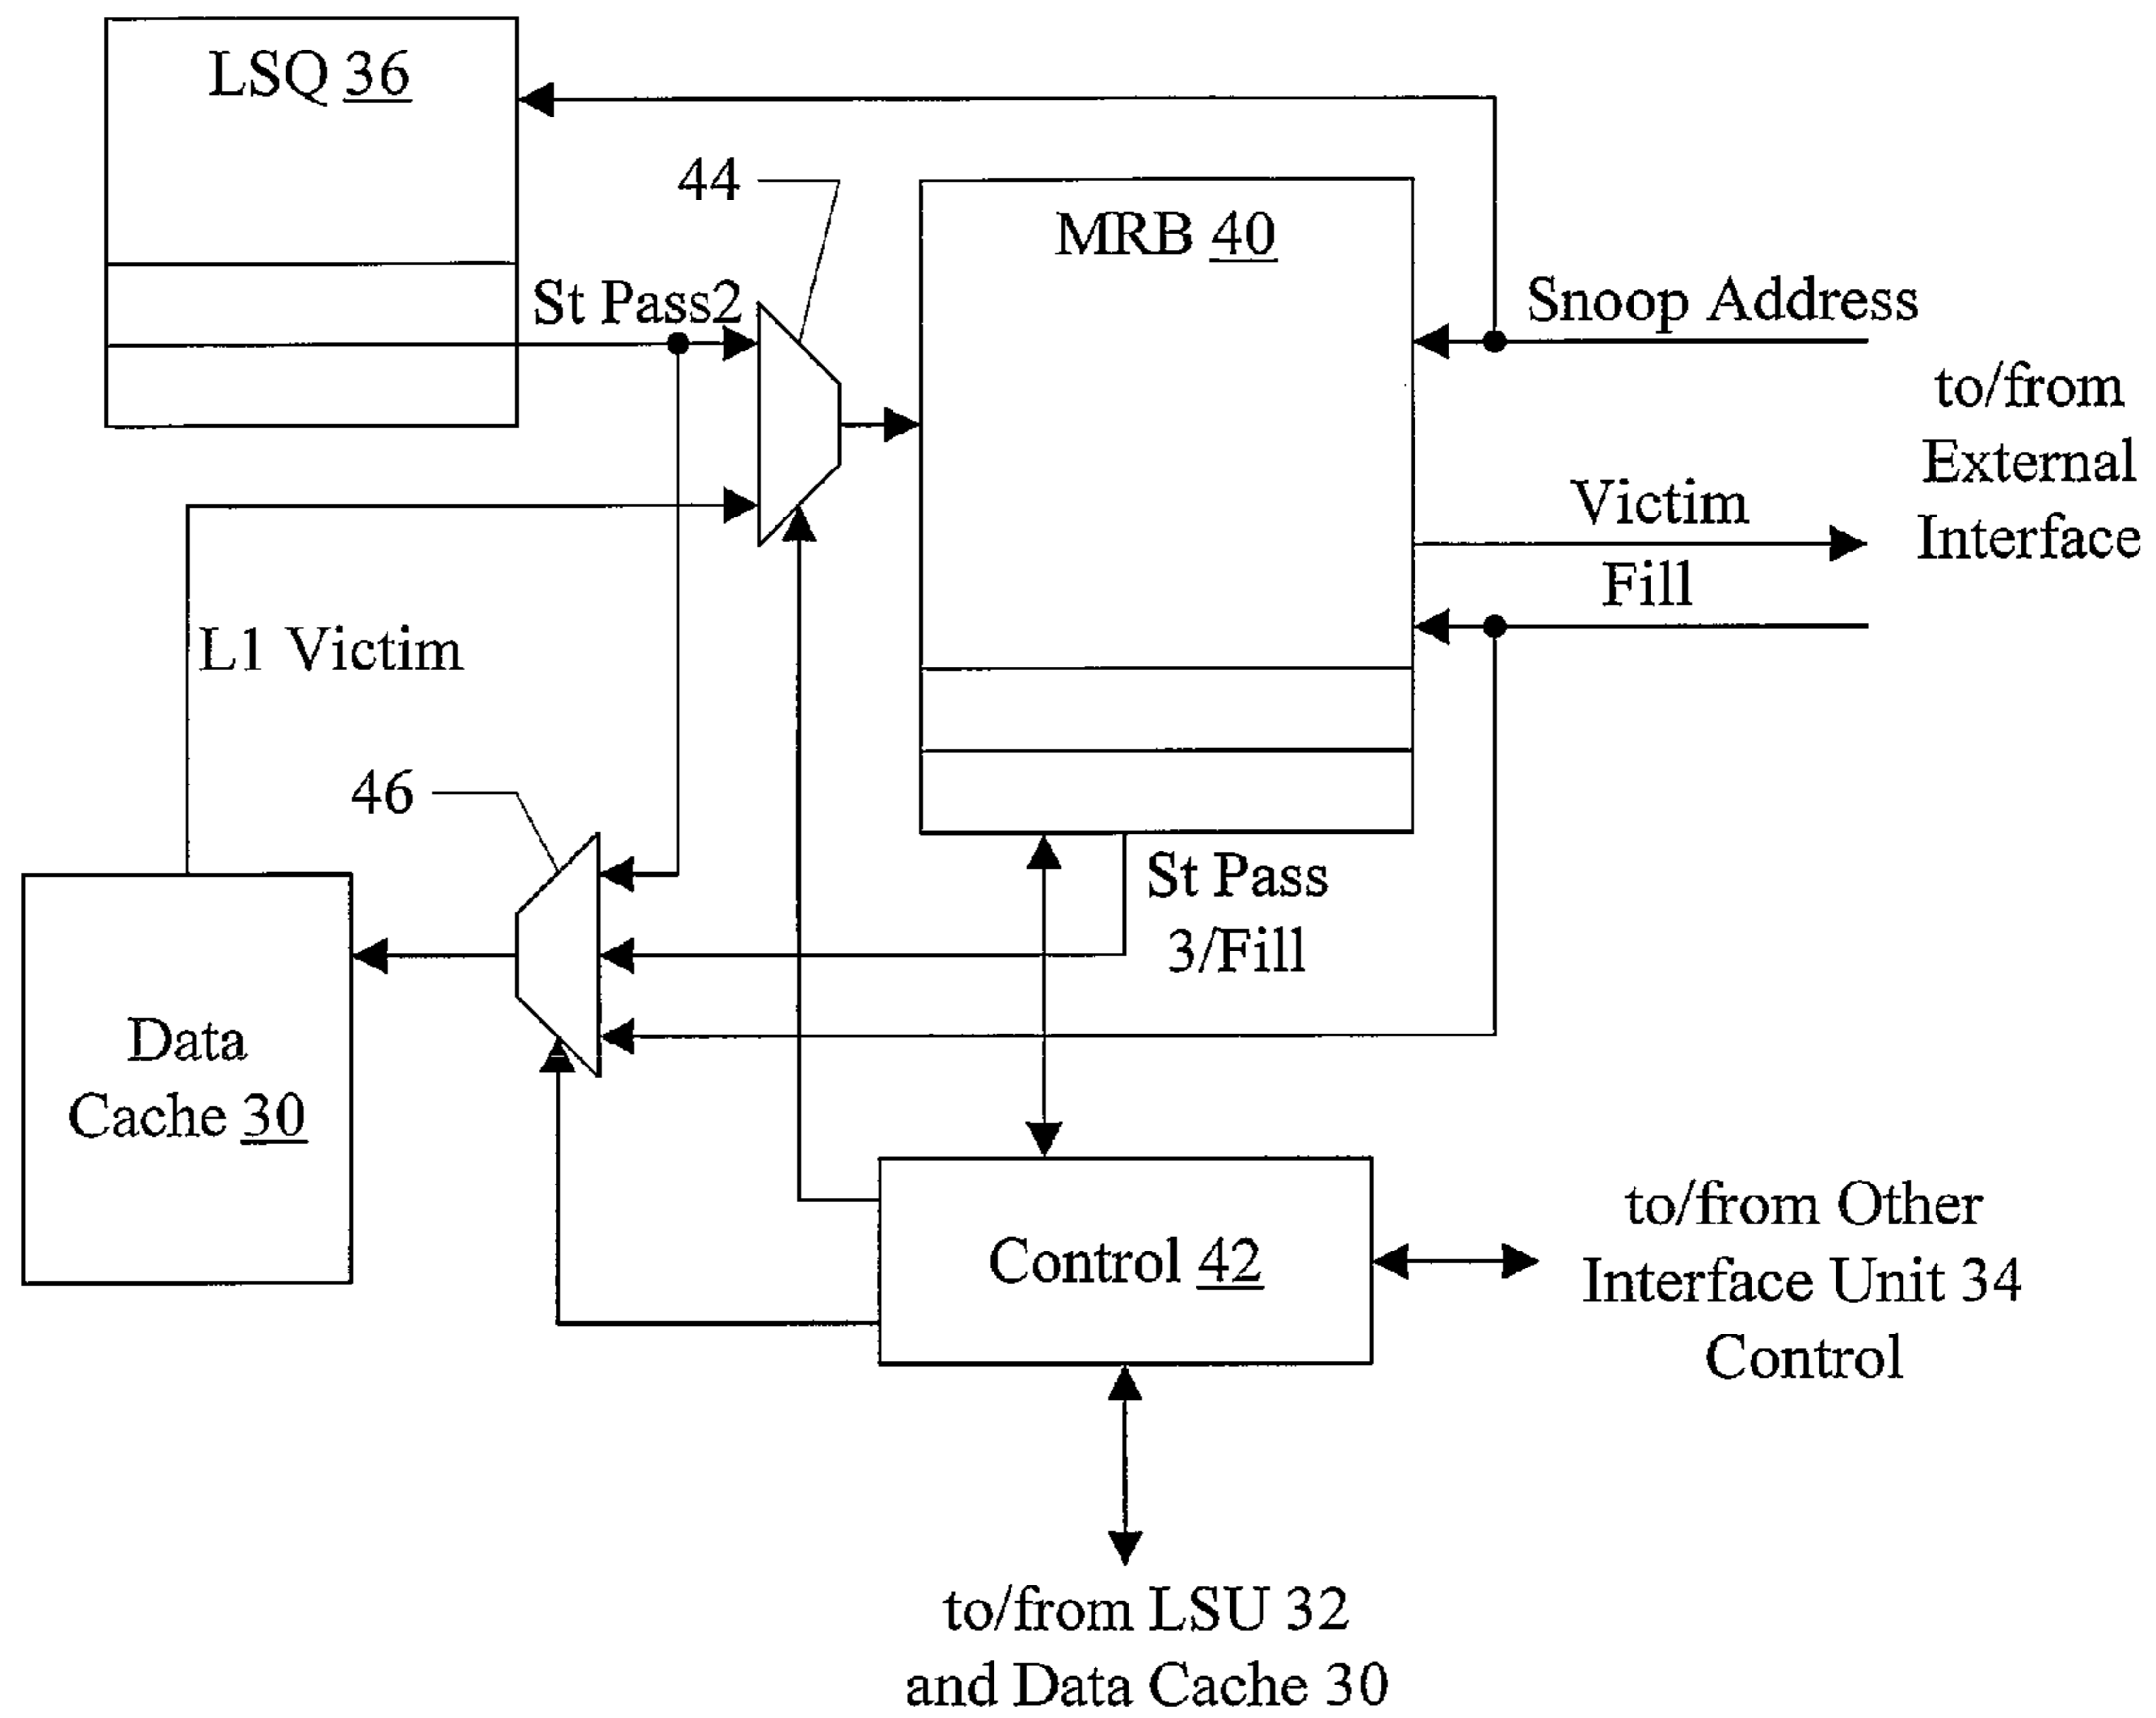 LSQ 36
44
MRB 40
St Pass2
Snoop Address
to/from
External
Interface
Victim
Fill
L1 Victim
46
St Pass
3/Fill
Data
Cache 30
Control 42
to/from Other
Interface Unit 34
Control
to/from LSU 32
and Data Cache 30